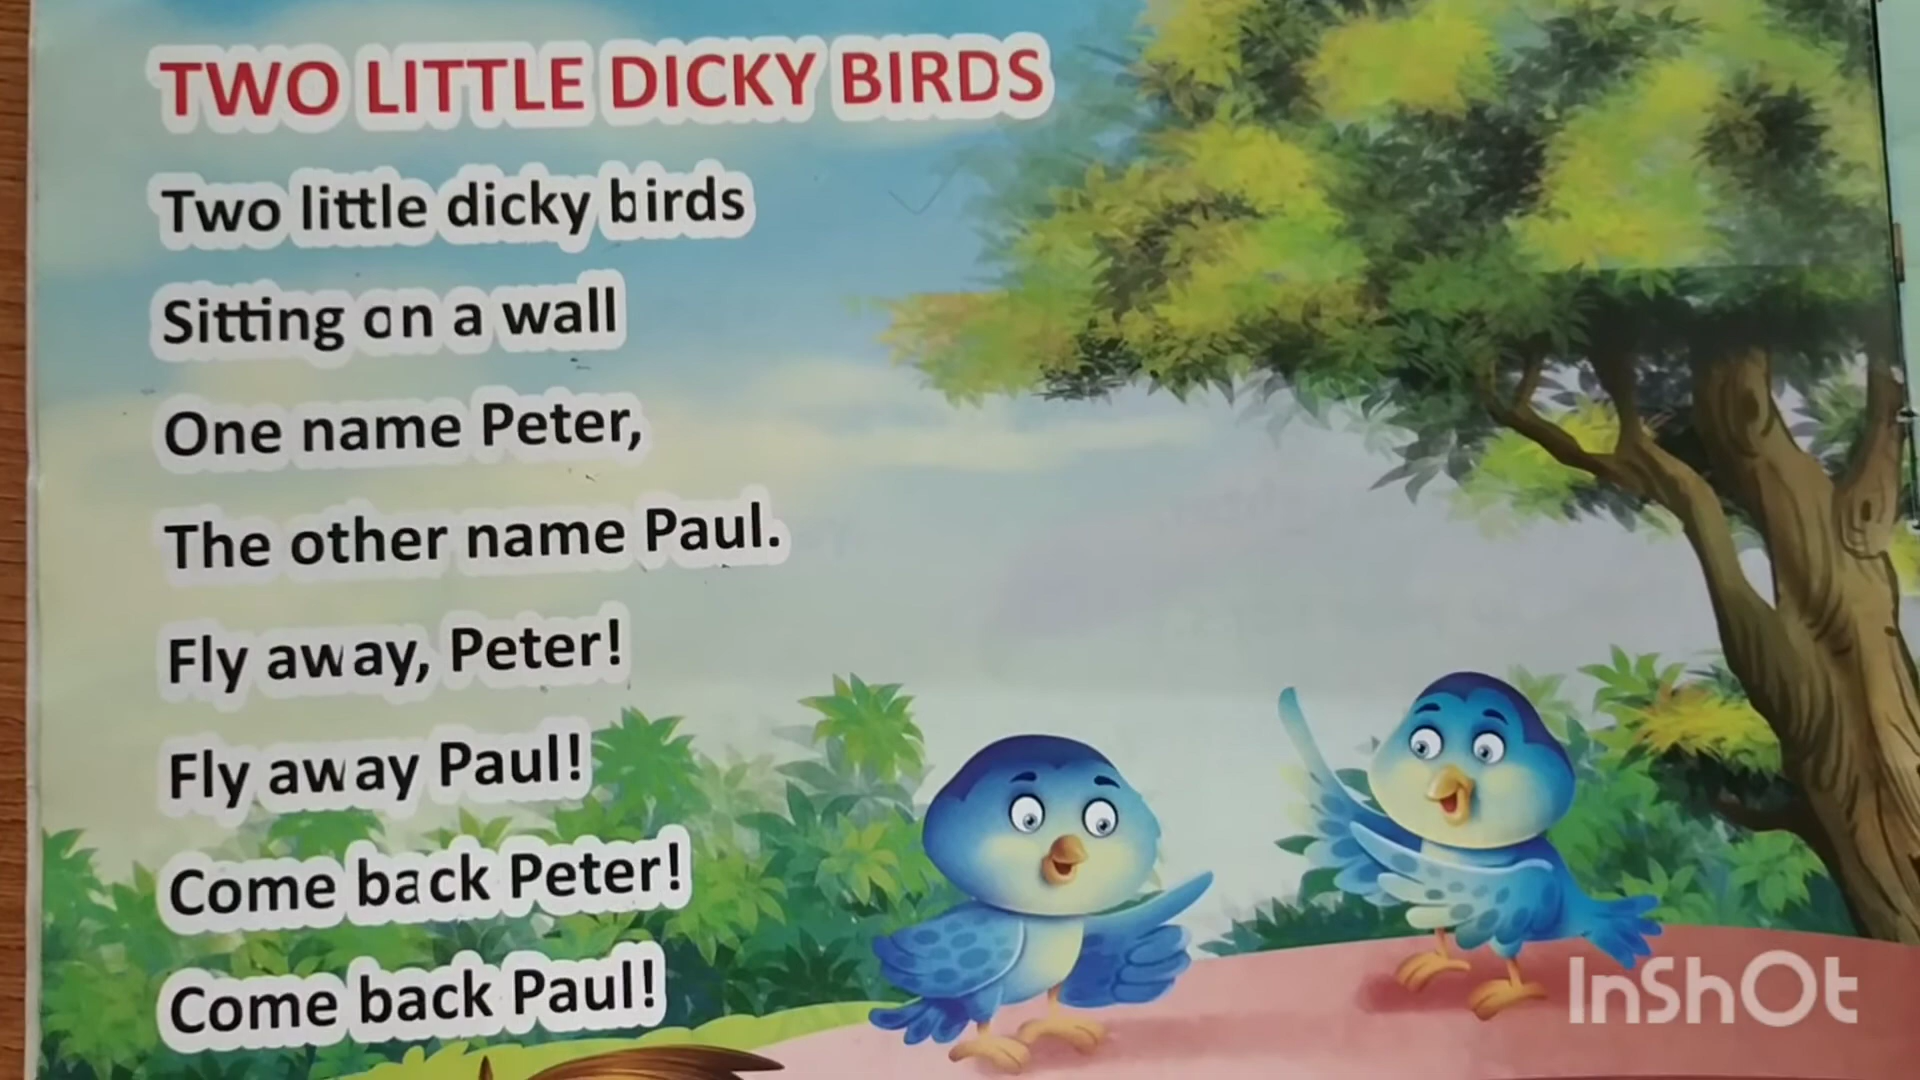 TWO LITTLE DICKY BIRDS
Two little dicky birds
Sitting on a wall
One name Peter,
The other name Paul.
Fly away, Peter!
Fly away Paul!
Come back Peter!
Come back Paul!
InShOt